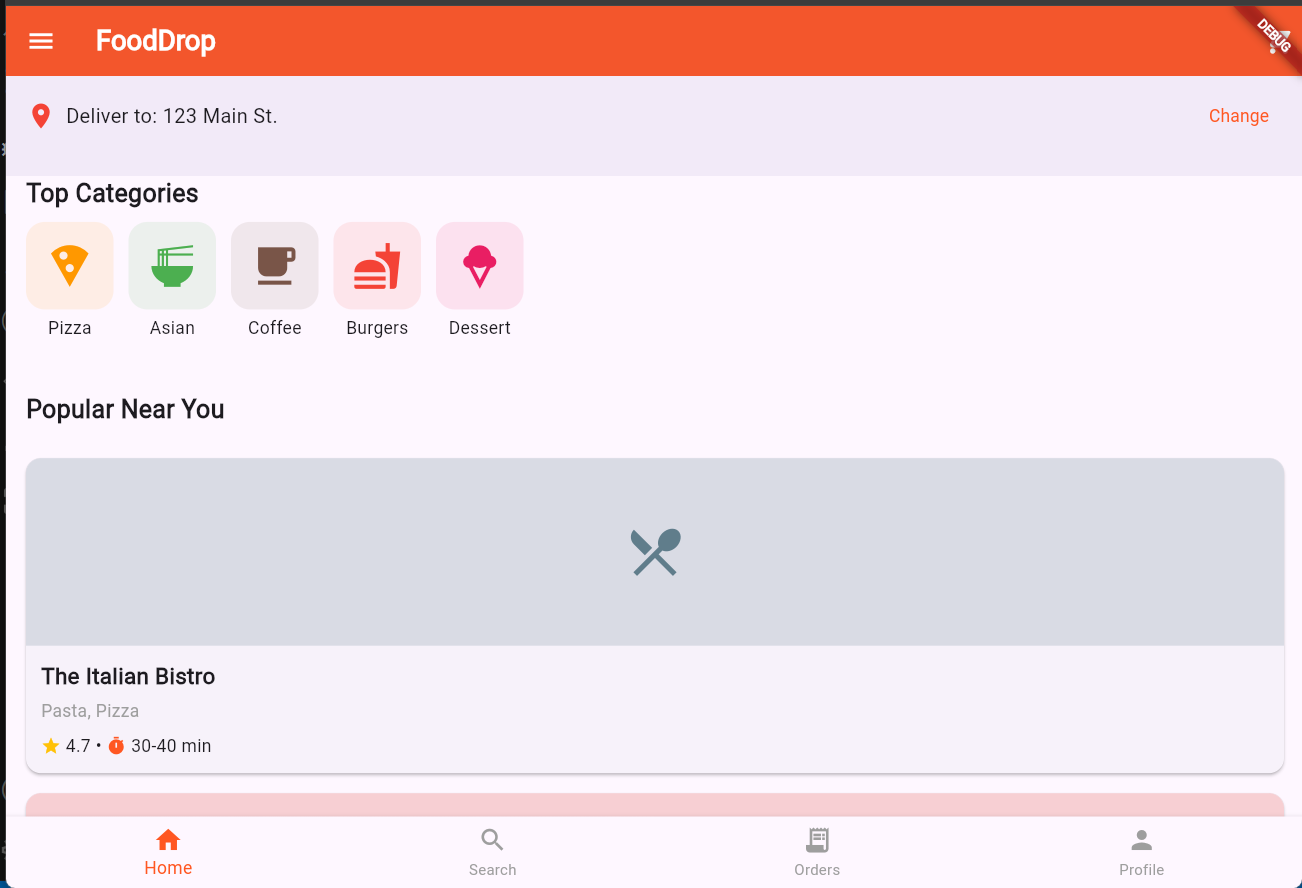 FoodDrop
DEBUG
Deliver to: 123 Main St.
Change
Top Categories
Pizza
Asian
Coffee
Burgers
Dessert
Popular Near You
The Italian Bistro
Pasta, Pizza
4.7 • 30-40 min
Home
Search
Orders
Profile